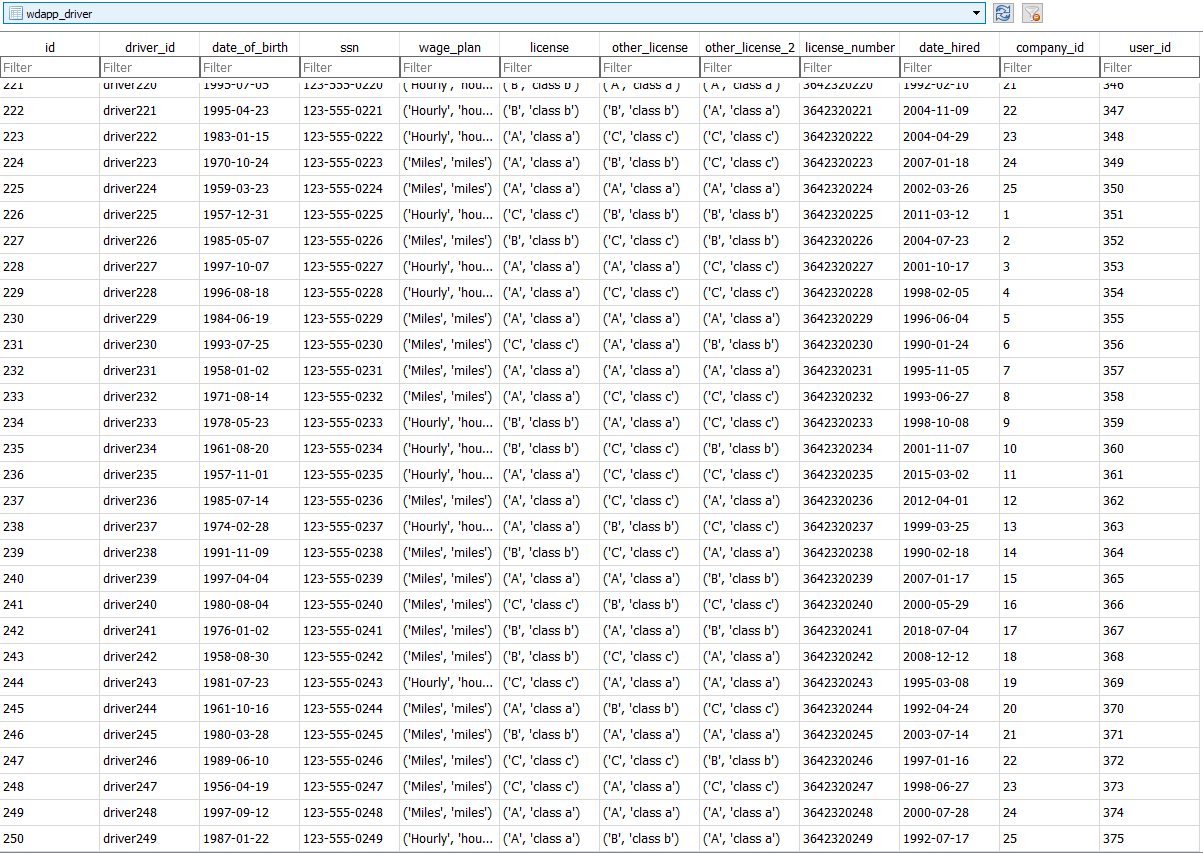 wdapp_driver
id driver_id date_of_birth ssn wage_plan license other_license other_license_2 license_number date_hired company_id user_id
Filter Filter Filter Filter Filter Filter Filter Filter Filter Filter Filter Filter
221 driver220 1995-07-05 123-555-0220 ('Hourly', 'hou... ('B', 'class b') ('A', 'class a') ('A', 'class a') 3642320220 1992-02-10 21 346
222 driver221 1995-04-23 123-555-0221 ('Hourly', 'hou... ('B', 'class b') ('B', 'class b') ('A', 'class a') 3642320221 2004-11-09 22 347
223 driver222 1983-01-15 123-555-0222 ('Hourly', 'hou... ('A', 'class a') ('C', 'class c') ('C', 'class c') 3642320222 2004-04-29 23 348
224 driver223 1970-10-24 123-555-0223 ('Miles', 'miles') ('A', 'class a') ('B', 'class b') ('C', 'class c') 3642320223 2007-01-18 24 349
225 driver224 1959-03-23 123-555-0224 ('Miles', 'miles') ('A', 'class a') ('A', 'class a') ('A', 'class a') 3642320224 2002-03-26 25 350
226 driver225 1957-12-31 123-555-0225 ('Hourly', 'hou... ('C', 'class c') ('B', 'class b') ('B', 'class b') 3642320225 2011-03-12 1 351
227 driver226 1985-05-07 123-555-0226 ('Miles', 'miles') ('B', 'class b') ('C', 'class c') ('B', 'class b') 3642320226 2004-07-23 2 352
228 driver227 1997-10-07 123-555-0227 ('Hourly', 'hou... ('A', 'class a') ('A', 'class a') ('C', 'class c') 3642320227 2001-10-17 3 353
229 driver228 1996-08-18 123-555-0228 ('Hourly', 'hou... ('A', 'class a') ('C', 'class c') ('C', 'class c') 3642320228 1998-02-05 4 354
230 driver229 1984-06-19 123-555-0229 ('Miles', 'miles') ('A', 'class a') ('A', 'class a') ('A', 'class a') 3642320229 1996-06-04 5 355
231 driver230 1993-07-25 123-555-0230 ('Miles', 'miles') ('C', 'class c') ('A', 'class a') ('B', 'class b') 3642320230 1990-01-24 6 356
232 driver231 1958-01-02 123-555-0231 ('Miles', 'miles') ('A', 'class a') ('A', 'class a') ('A', 'class a') 3642320231 1995-11-05 7 357
233 driver232 1971-08-14 123-555-0232 ('Miles', 'miles') ('A', 'class a') ('C', 'class c') ('C', 'class c') 3642320232 1993-06-27 8 358
234 driver233 1978-05-23 123-555-0233 ('Hourly', 'hou... ('B', 'class b') ('A', 'class a') ('C', 'class c') 3642320233 1998-10-08 9 359
235 driver234 1961-08-20 123-555-0234 ('Hourly', 'hou... ('B', 'class b') ('C', 'class c') ('B', 'class b') 3642320234 2001-11-07 10 360
236 driver235 1957-11-01 123-555-0235 ('Hourly', 'hou... ('A', 'class a') ('C', 'class c') ('C', 'class c') 3642320235 2015-03-02 11 361
237 driver236 1985-07-14 123-555-0236 ('Miles', 'miles') ('A', 'class a') ('C', 'class c') ('A', 'class a') 3642320236 2012-04-01 12 362
238 driver237 1974-02-28 123-555-0237 ('Hourly', 'hou... ('A', 'class a') ('B', 'class b') ('C', 'class c') 3642320237 1999-03-25 13 363
239 driver238 1991-11-09 123-555-0238 ('Miles', 'miles') ('B', 'class b') ('C', 'class c') ('A', 'class a') 3642320238 1990-02-18 14 364
240 driver239 1997-04-04 123-555-0239 ('Miles', 'miles') ('A', 'class a') ('A', 'class a') ('B', 'class b') 3642320239 2007-01-17 15 365
241 driver240 1980-08-04 123-555-0240 ('Miles', 'miles') ('C', 'class c') ('B', 'class b') ('C', 'class c') 3642320240 2000-05-29 16 366
242 driver241 1976-01-02 123-555-0241 ('Miles', 'miles') ('B', 'class b') ('A', 'class a') ('B', 'class b') 3642320241 2018-07-04 17 367
243 driver242 1958-08-30 123-555-0242 ('Miles', 'miles') ('B', 'class b') ('C', 'class c') ('A', 'class a') 3642320242 2008-12-12 18 368
244 driver243 1981-07-23 123-555-0243 ('Hourly', 'hou... ('C', 'class c') ('A', 'class a') ('A', 'class a') 3642320243 1995-03-08 19 369
245 driver244 1961-10-16 123-555-0244 ('Miles', 'miles') ('A', 'class a') ('B', 'class b') ('C', 'class c') 3642320244 1992-04-24 20 370
246 driver245 1980-03-28 123-555-0245 ('Miles', 'miles') ('B', 'class b') ('A', 'class a') ('A', 'class a') 3642320245 2003-07-14 21 371
247 driver246 1989-06-10 123-555-0246 ('Miles', 'miles') ('C', 'class c') ('C', 'class c') ('B', 'class b') 3642320246 1997-01-16 22 372
248 driver247 1956-04-19 123-555-0247 ('Miles', 'miles') ('C', 'class c') ('A', 'class a') ('C', 'class c') 3642320247 1998-06-27 23 373
249 driver248 1997-09-12 123-555-0248 ('Miles', 'miles') ('A', 'class a') ('A', 'class a') ('A', 'class a') 3642320248 2000-07-28 24 374
250 driver249 1987-01-22 123-555-0249 ('Hourly', 'hou... ('A', 'class a') ('B', 'class b') ('A', 'class a') 3642320249 1992-07-17 25 375